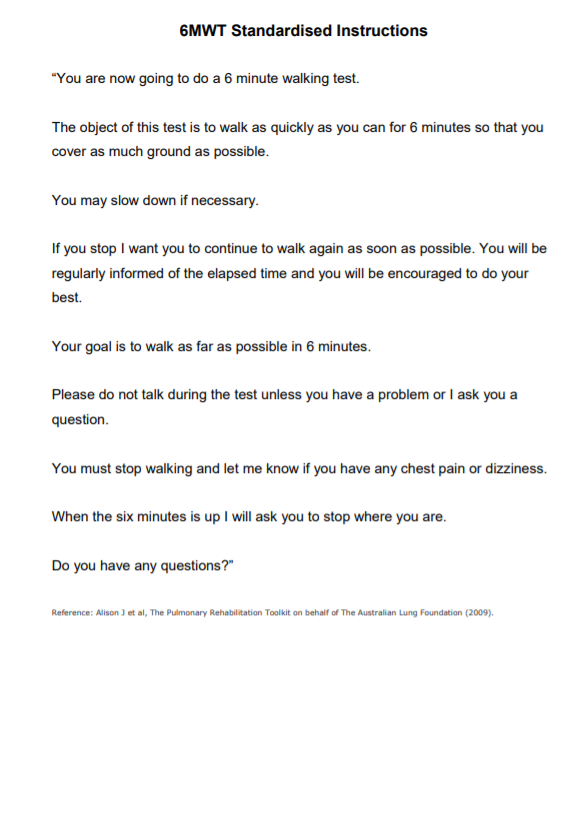 6MWT Standardised Instructions
“You are now going to do a 6 minute walking test.
The object of this test is to walk as quickly as you can for 6 minutes so that you
cover as much ground as possible.
You may slow down if necessary.
If you stop I want you to continue to walk again as soon as possible. You will be
regularly informed of the elapsed time and you will be encouraged to do your
best.
Your goal is to walk as far as possible in 6 minutes.
Please do not talk during the test unless you have a problem or I ask you a
question.
You must stop walking and let me know if you have any chest pain or dizziness.
When the six minutes is up I will ask you to stop where you are.
Do you have any questions?”
Reference: Alison J et al, The Pulmonary Rehabilitation Toolkit on behalf of The Australian Lung Foundation (2009).